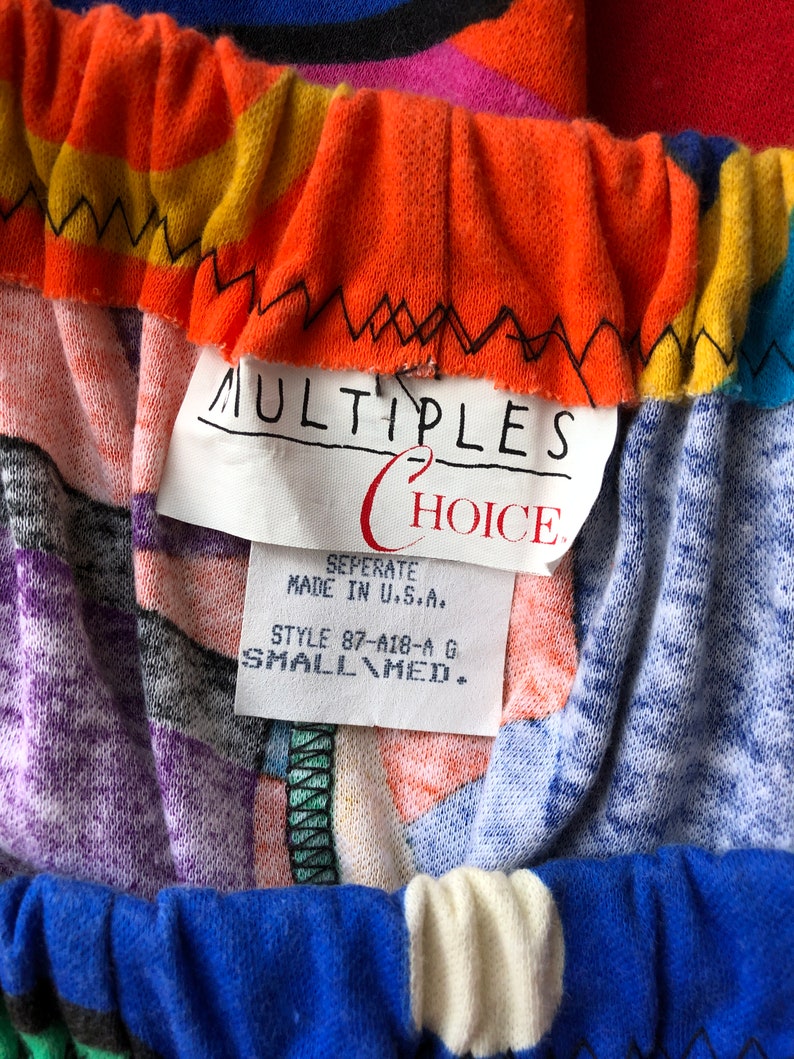 MULTIPLES
CHOICE
SEPERATE
MADE IN U.S.A.
STYLE 87-A18-A G
SMALL\MED.